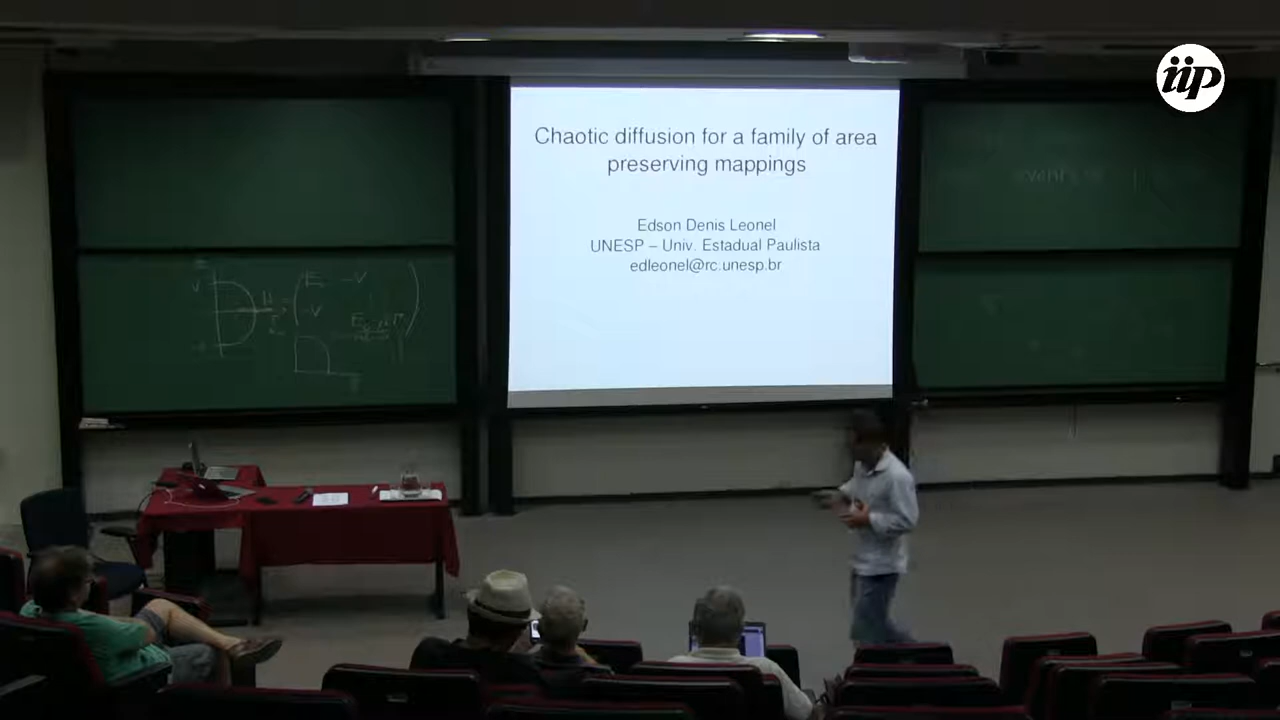 iip
Chaotic diffusion for a family of area
preserving mappings
Edson Denis Leonel
UNESP – Univ. Estadual Paulista
edleonel@rc.unesp.br